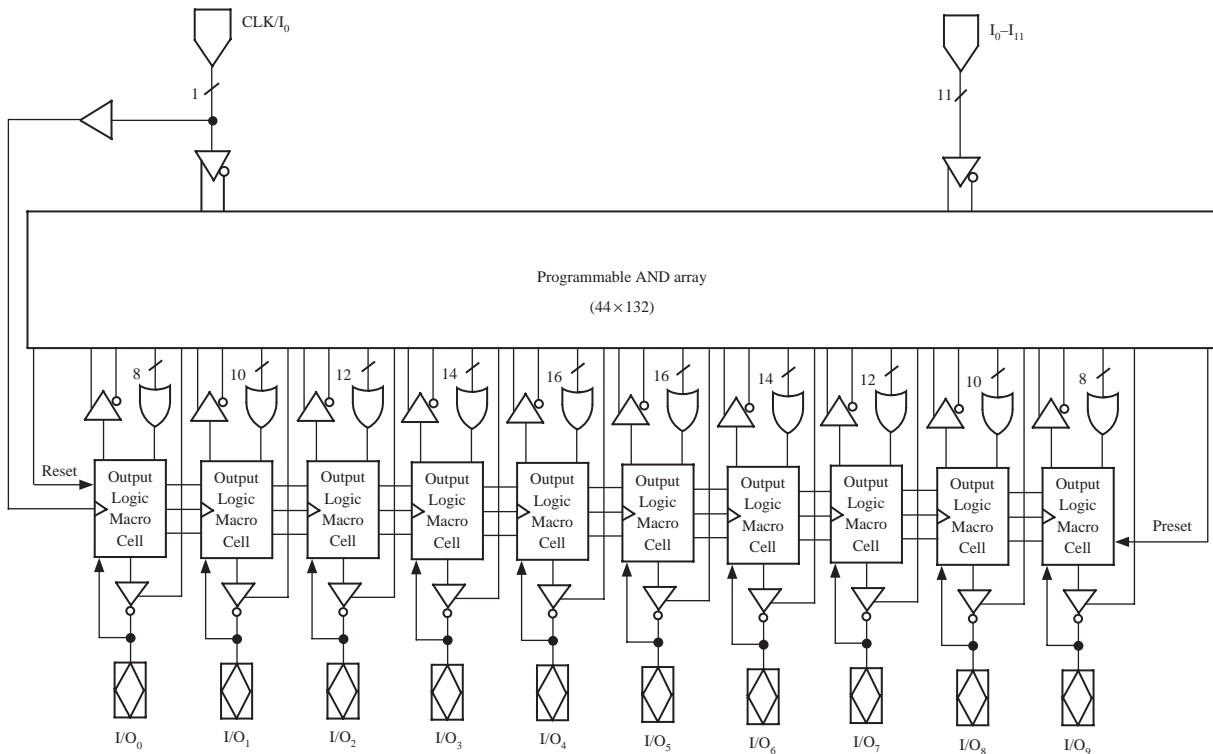 CLK/I₀
I₀–I₁₁
1
11
Programmable AND array
(44×132)
8
10
12
14
16
16
14
12
10
8
Reset
Output
Logic
Macro
Cell
Output
Logic
Macro
Cell
Output
Logic
Macro
Cell
Output
Logic
Macro
Cell
Output
Logic
Macro
Cell
Output
Logic
Macro
Cell
Output
Logic
Macro
Cell
Output
Logic
Macro
Cell
Output
Logic
Macro
Cell
Output
Logic
Macro
Cell
Preset
I/O₀
I/O₁
I/O₂
I/O₃
I/O₄
I/O₅
I/O₆
I/O₇
I/O₈
I/O₉